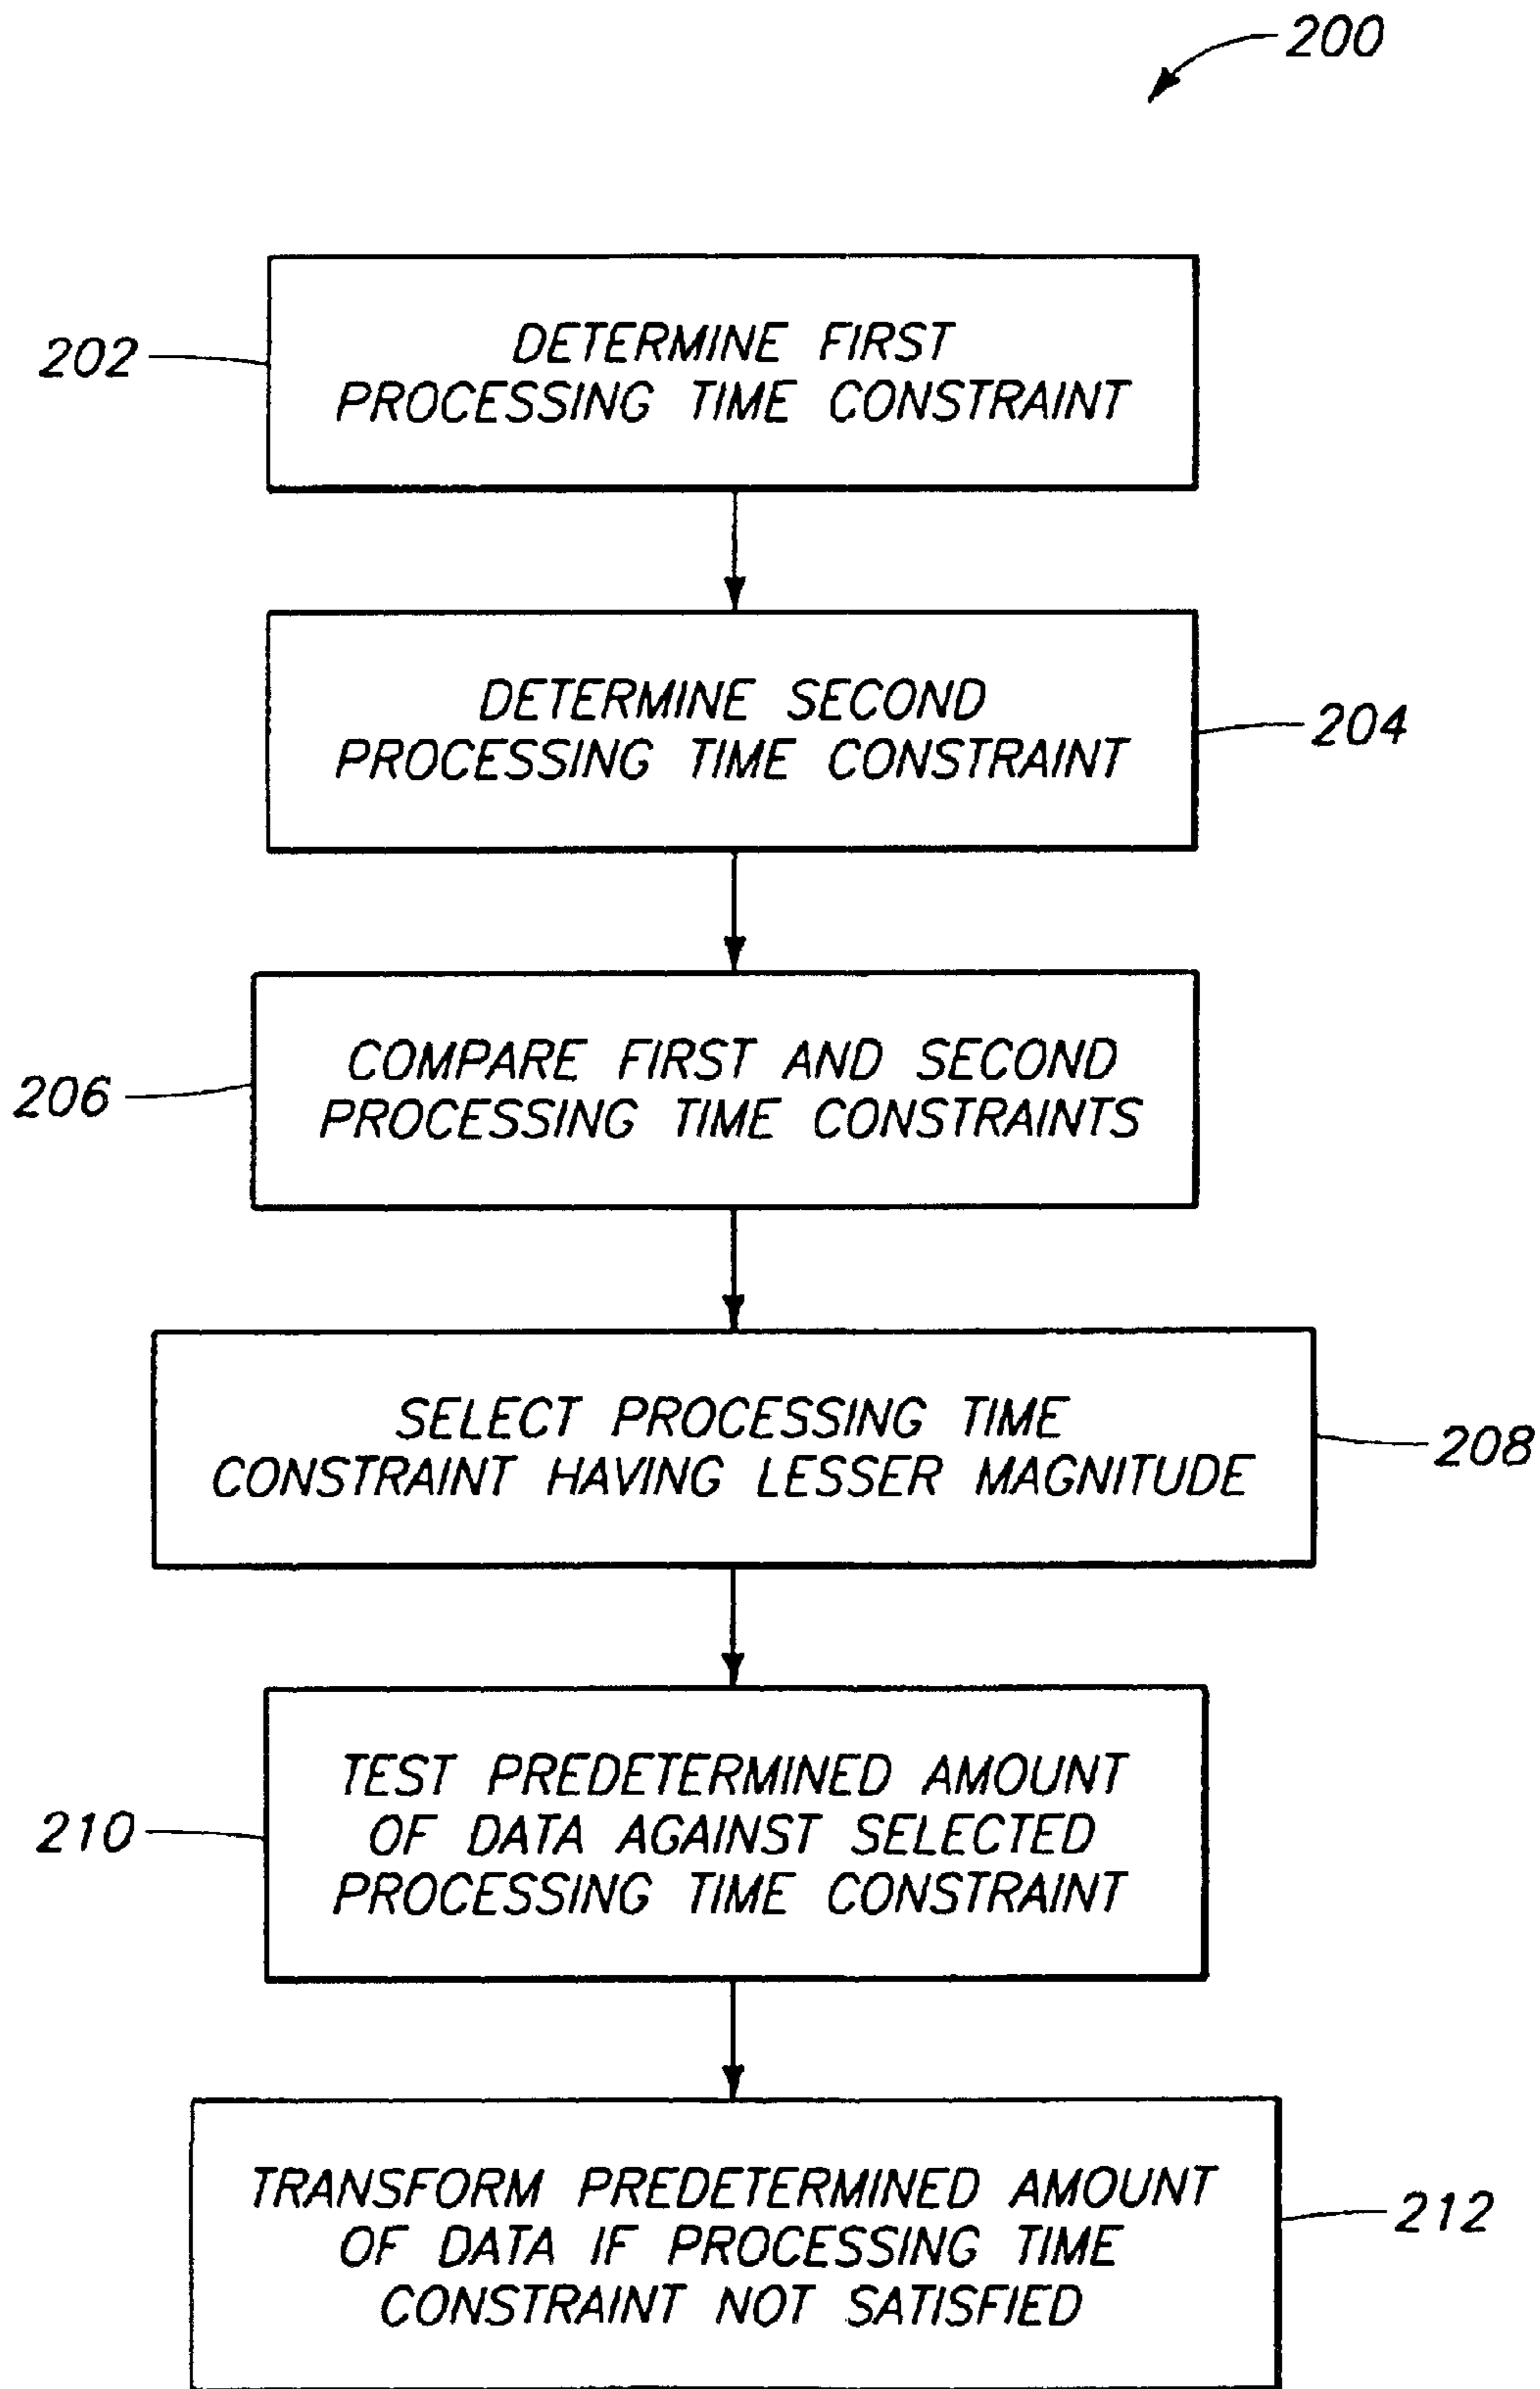 200
202
DETERMINE FIRST
PROCESSING TIME CONSTRAINT
DETERMINE SECOND
PROCESSING TIME CONSTRAINT
204
206
COMPARE FIRST AND SECOND
PROCESSING TIME CONSTRAINTS
SELECT PROCESSING TIME
CONSTRAINT HAVING LESSER MAGNITUDE
208
210
TEST PREDETERMINED AMOUNT
OF DATA AGAINST SELECTED
PROCESSING TIME CONSTRAINT
TRANSFORM PREDETERMINED AMOUNT
OF DATA IF PROCESSING TIME
CONSTRAINT NOT SATISFIED
212